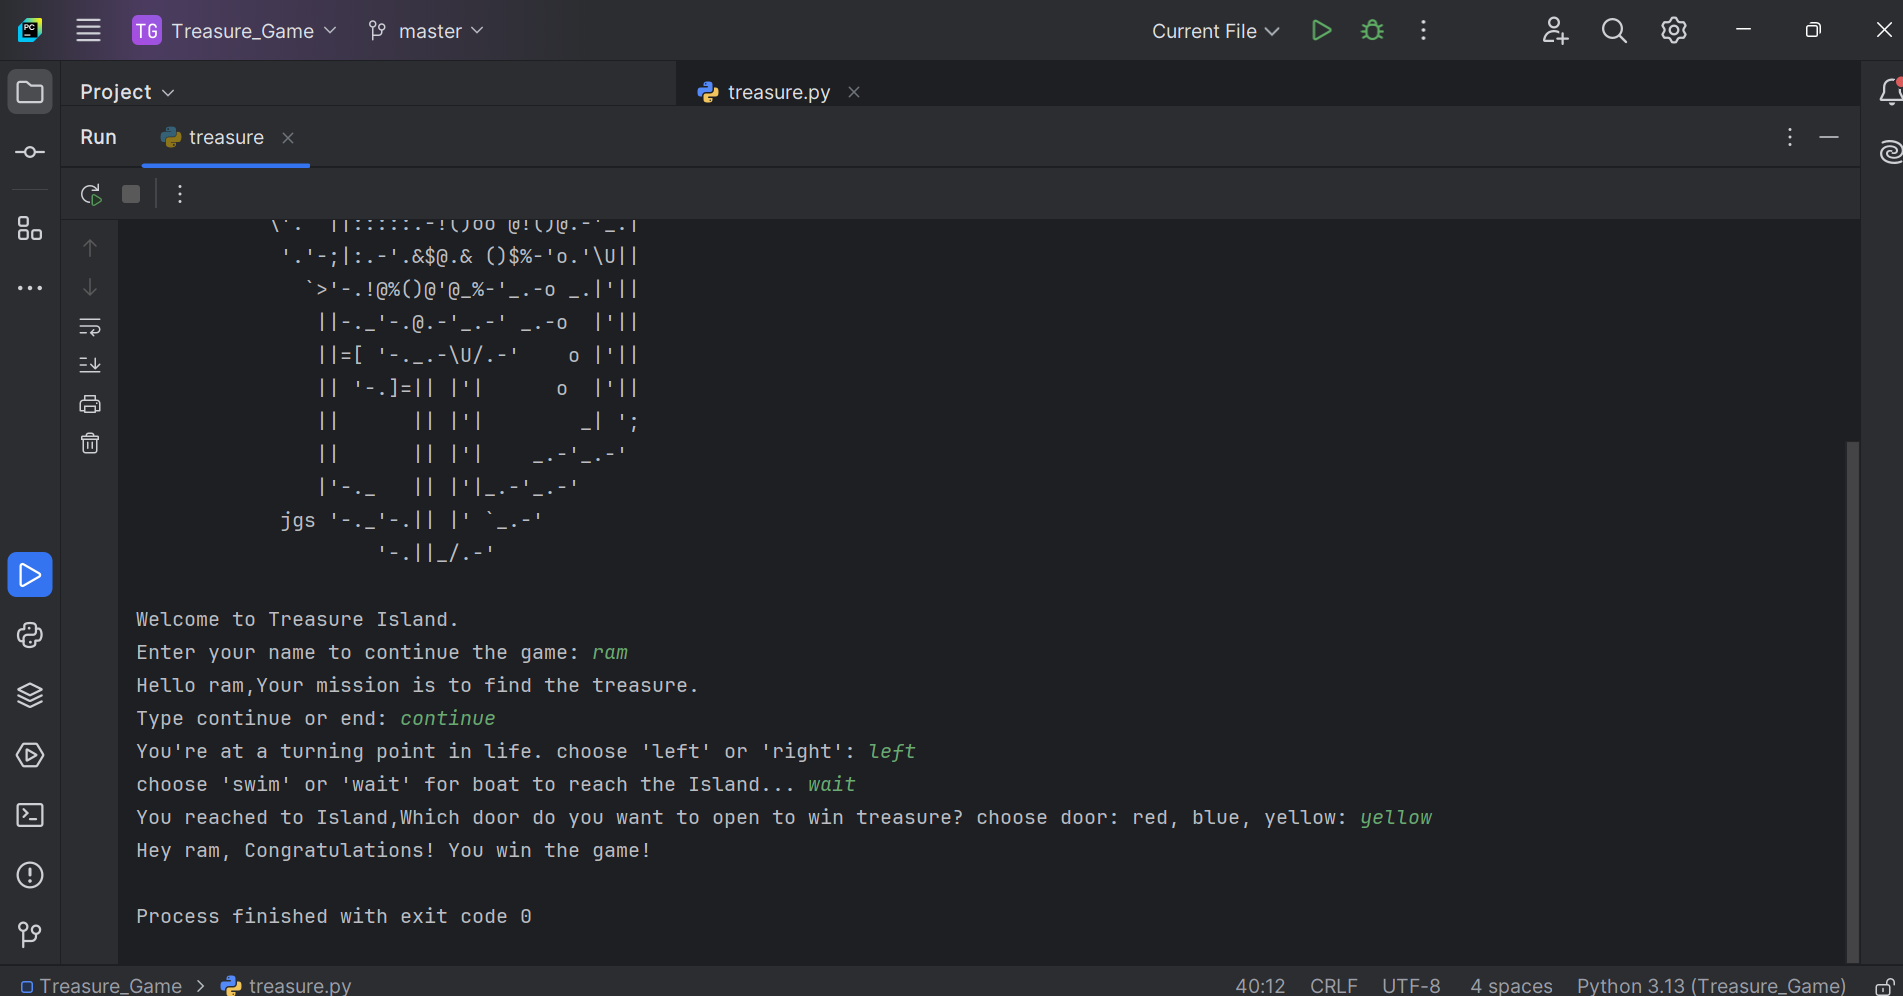 TG Treasure_Game master Current File
Project treasure.py
Run treasure
\'.  ||:::::.-!()oo @!()@.-'_.|
'.'-;|:.-'.&$@.& ()$%-'o.'\U||
`>'-.!@%()@'@_%-'_.-o _.|'||
||-._'-.@.-'_.-' _.-o  |'||
||=[ '-._.-\U/.-'    o |'||
|| '-.]=|| |'|      o  |'||
||      || |'|        _| ';
||      || |'|    _.-'_.-'
|'-._   || |'|_.-'_.-'
jgs '-._'-.|| |' `_.-'
'-.||_/.-'
Welcome to Treasure Island.
Enter your name to continue the game: ram
Hello ram,Your mission is to find the treasure.
Type continue or end: continue
You're at a turning point in life. choose 'left' or 'right': left
choose 'swim' or 'wait' for boat to reach the Island... wait
You reached to Island,Which door do you want to open to win treasure? choose door: red, blue, yellow: yellow
Hey ram, Congratulations! You win the game!
Process finished with exit code 0
Treasure_Game > treasure.py 40:12 CRLF UTF-8 4 spaces Python 3.13 (Treasure_Game)